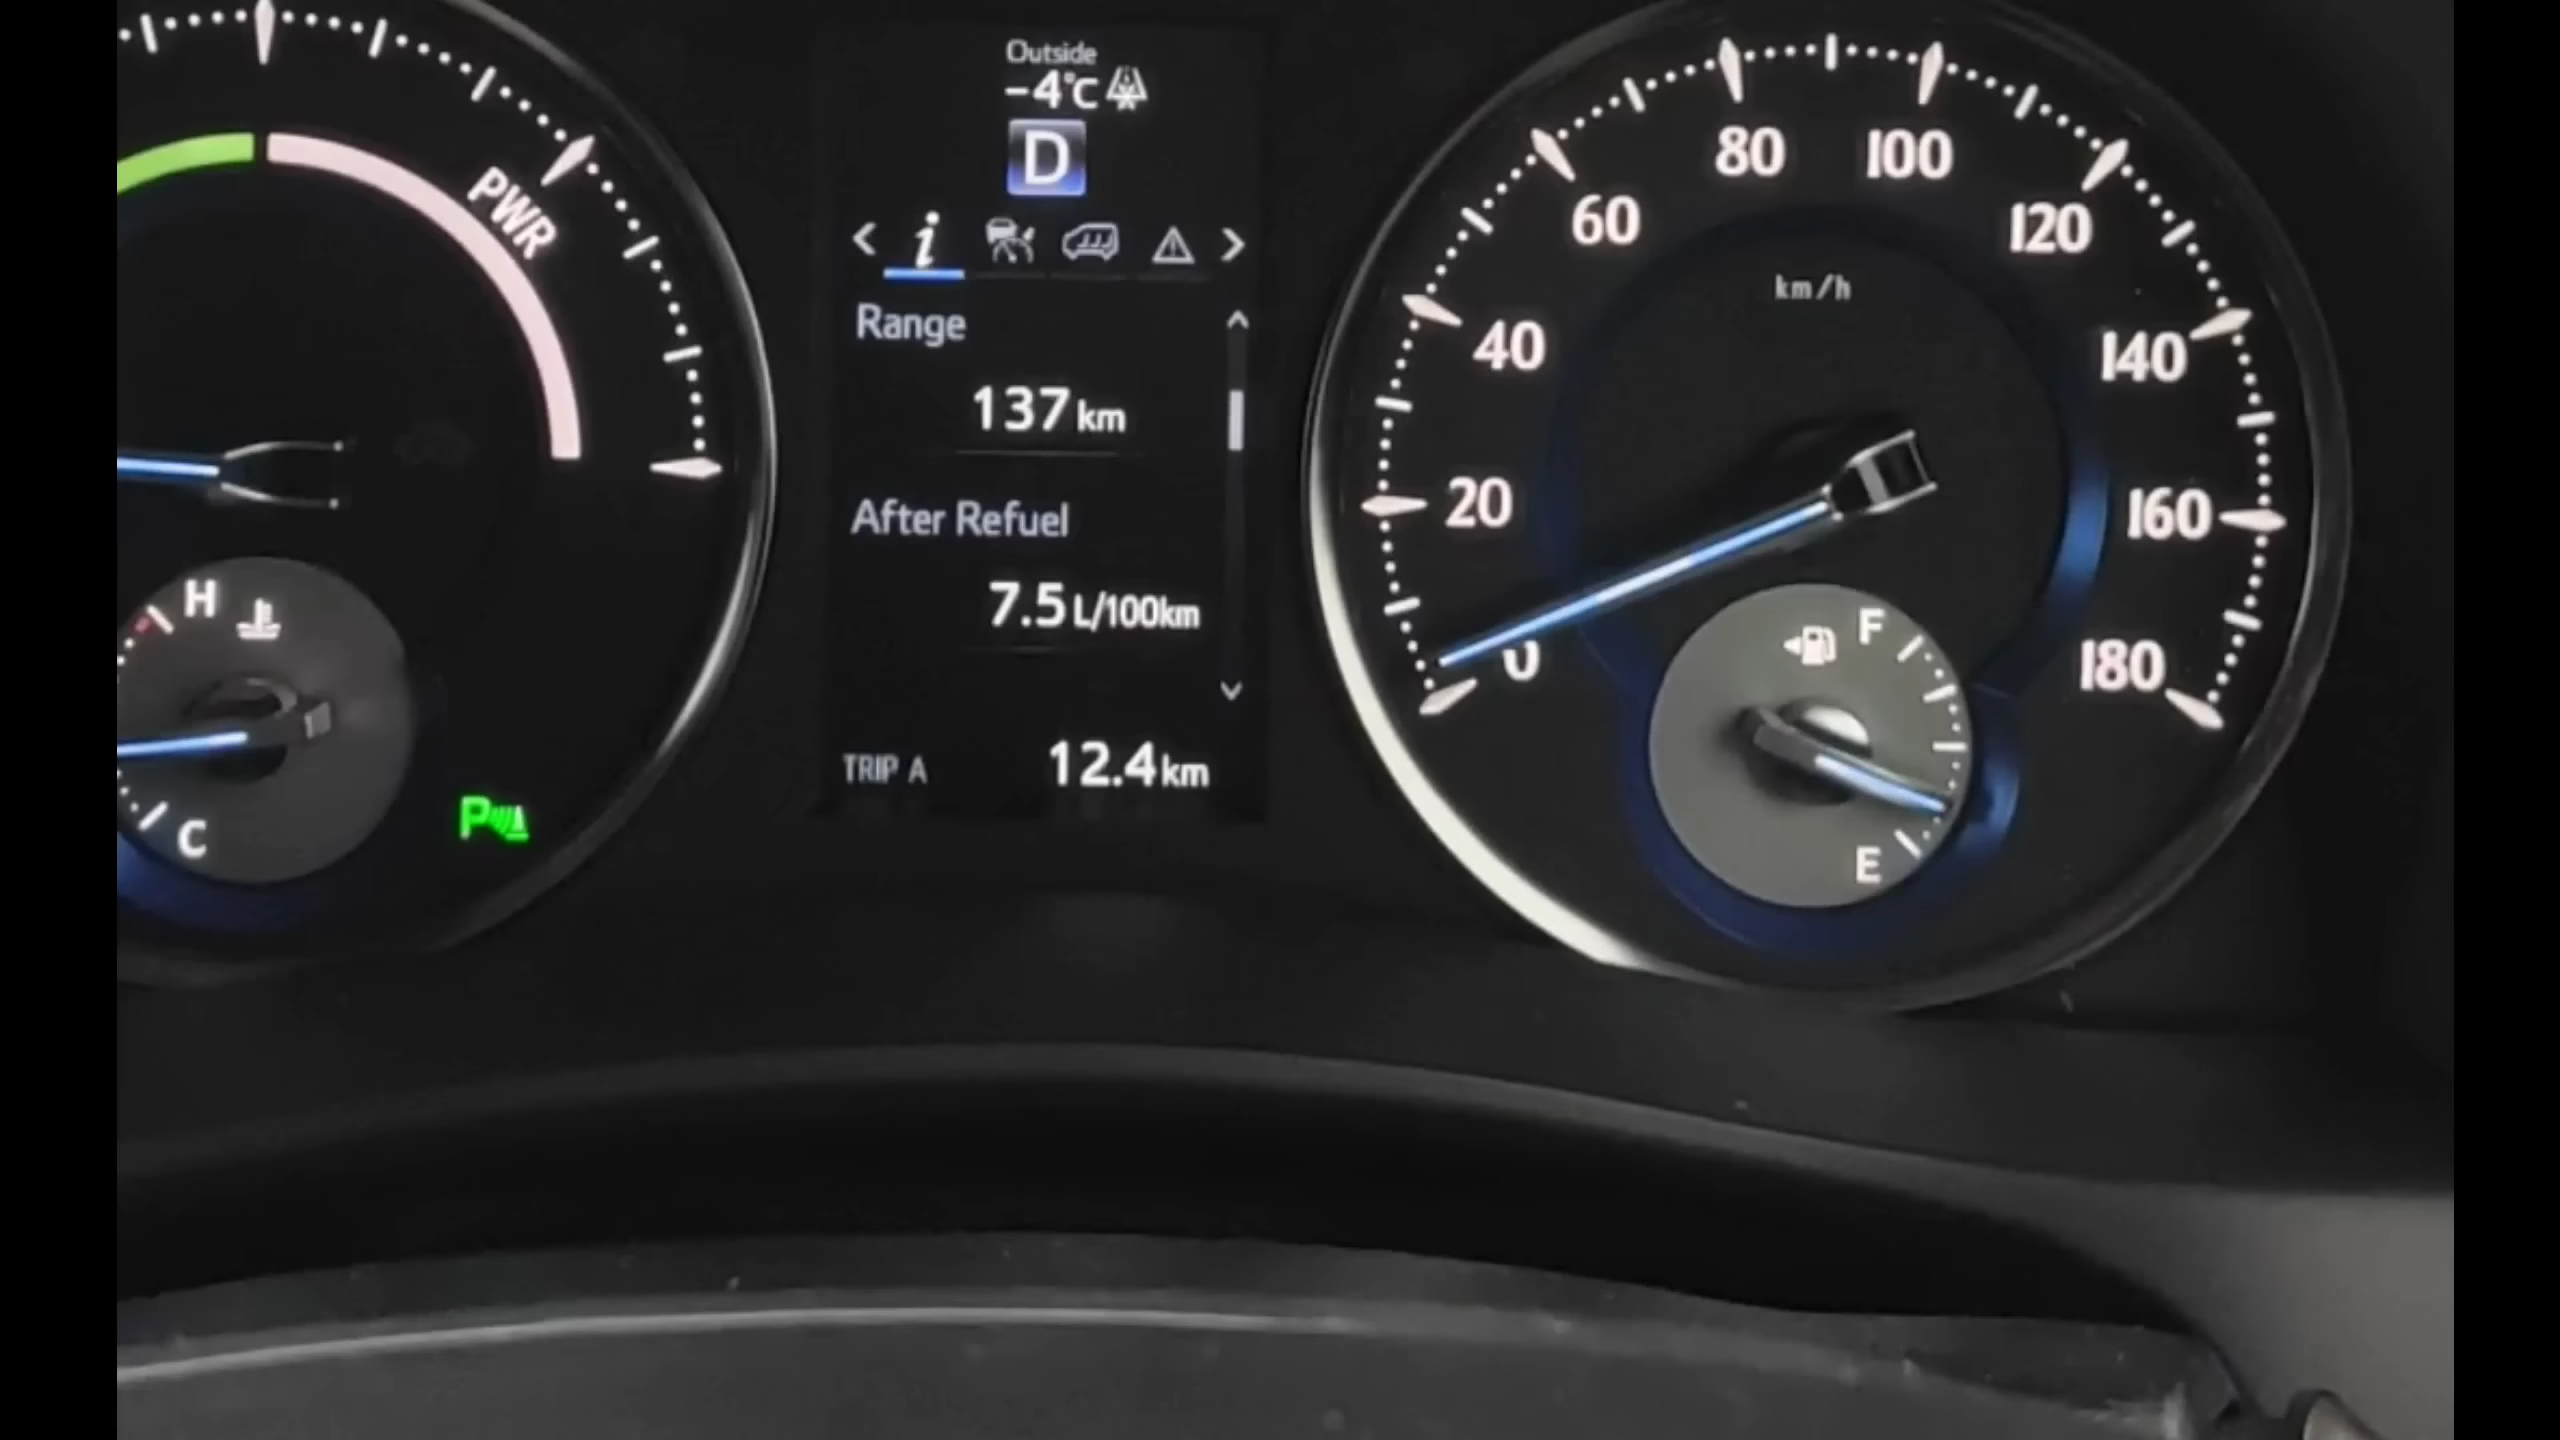 Outside
-4°C
D
i
PWR
Range
137 km
After Refuel
7.5 L/100km
TRIP A 12.4 km
H
C
P
80 100
60 120
km/h
40 140
20 160
0 180
F
E